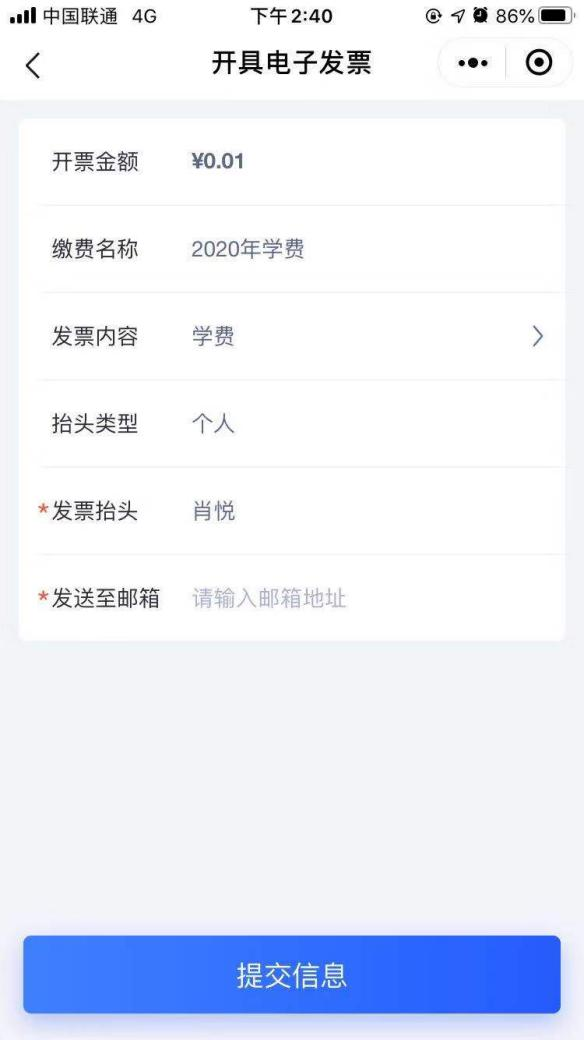 中国联通 4G 下午2:40 86%
开具电子发票
开票金额 ¥0.01
缴费名称 2020年学费
发票内容 学费
抬头类型 个人
*发票抬头 肖悦
*发送至邮箱 请输入邮箱地址
提交信息